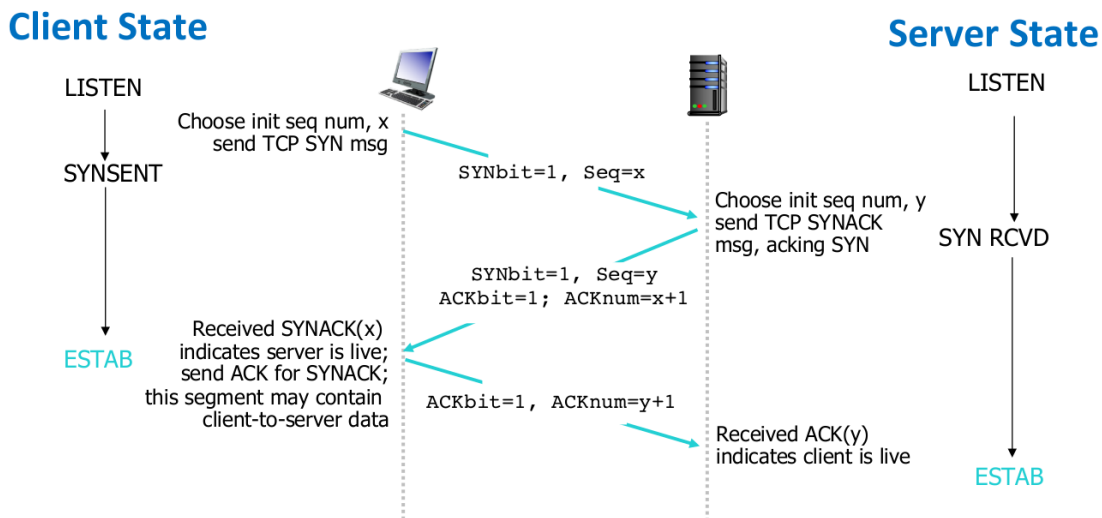 Client State
Server State
LISTEN
LISTEN
Choose init seq num, x
send TCP SYN msg
SYNSENT
SYNbit=1, Seq=x
Choose init seq num, y
send TCP SYNACK
msg, acking SYN
SYN RCVD
SYNbit=1, Seq=y
ACKbit=1; ACKnum=x+1
Received SYNACK(x)
indicates server is live;
send ACK for SYNACK;
this segment may contain
client-to-server data
ESTAB
ACKbit=1, ACKnum=y+1
Received ACK(y)
indicates client is live
ESTAB